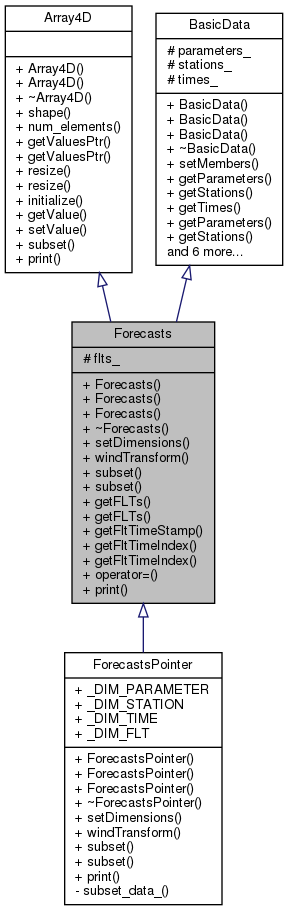 Array4D
+ Array4D()
+ Array4D()
+ ~Array4D()
+ shape()
+ num_elements()
+ getValuesPtr()
+ getValuesPtr()
+ resize()
+ resize()
+ initialize()
+ getValue()
+ setValue()
+ subset()
+ print()
BasicData
# parameters_
# stations_
# times_
+ BasicData()
+ BasicData()
+ BasicData()
+ ~BasicData()
+ setMembers()
+ getParameters()
+ getStations()
+ getTimes()
+ getParameters()
+ getStations()
and 6 more...
Forecasts
# flts_
+ Forecasts()
+ Forecasts()
+ Forecasts()
+ ~Forecasts()
+ setDimensions()
+ windTransform()
+ subset()
+ subset()
+ getFLTs()
+ getFLTs()
+ getFltTimeStamp()
+ getFltTimeIndex()
+ getFltTimeIndex()
+ operator=()
+ print()
ForecastsPointer
+ _DIM_PARAMETER
+ _DIM_STATION
+ _DIM_TIME
+ _DIM_FLT
+ ForecastsPointer()
+ ForecastsPointer()
+ ForecastsPointer()
+ ~ForecastsPointer()
+ setDimensions()
+ windTransform()
+ subset()
+ subset()
+ print()
- subset_data_()